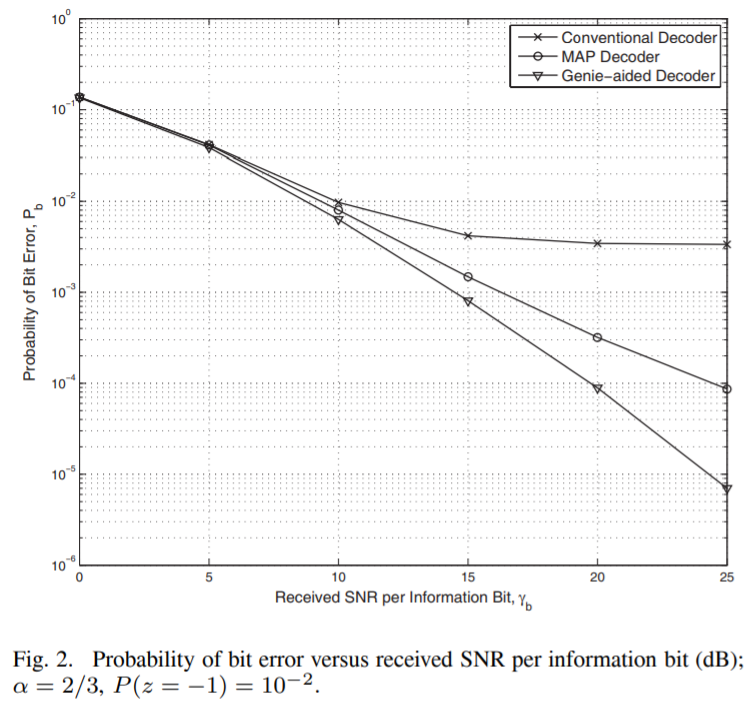 10^0
Conventional Decoder
MAP Decoder
Genie−aided Decoder
10^-1
10^-2
10^-3
10^-4
10^-5
10^-6
Probability of Bit Error, P_b
0 5 10 15 20 25
Received SNR per Information Bit, γ_b
Fig. 2. Probability of bit error versus received SNR per information bit (dB);
α = 2/3, P(z = −1) = 10^−2.